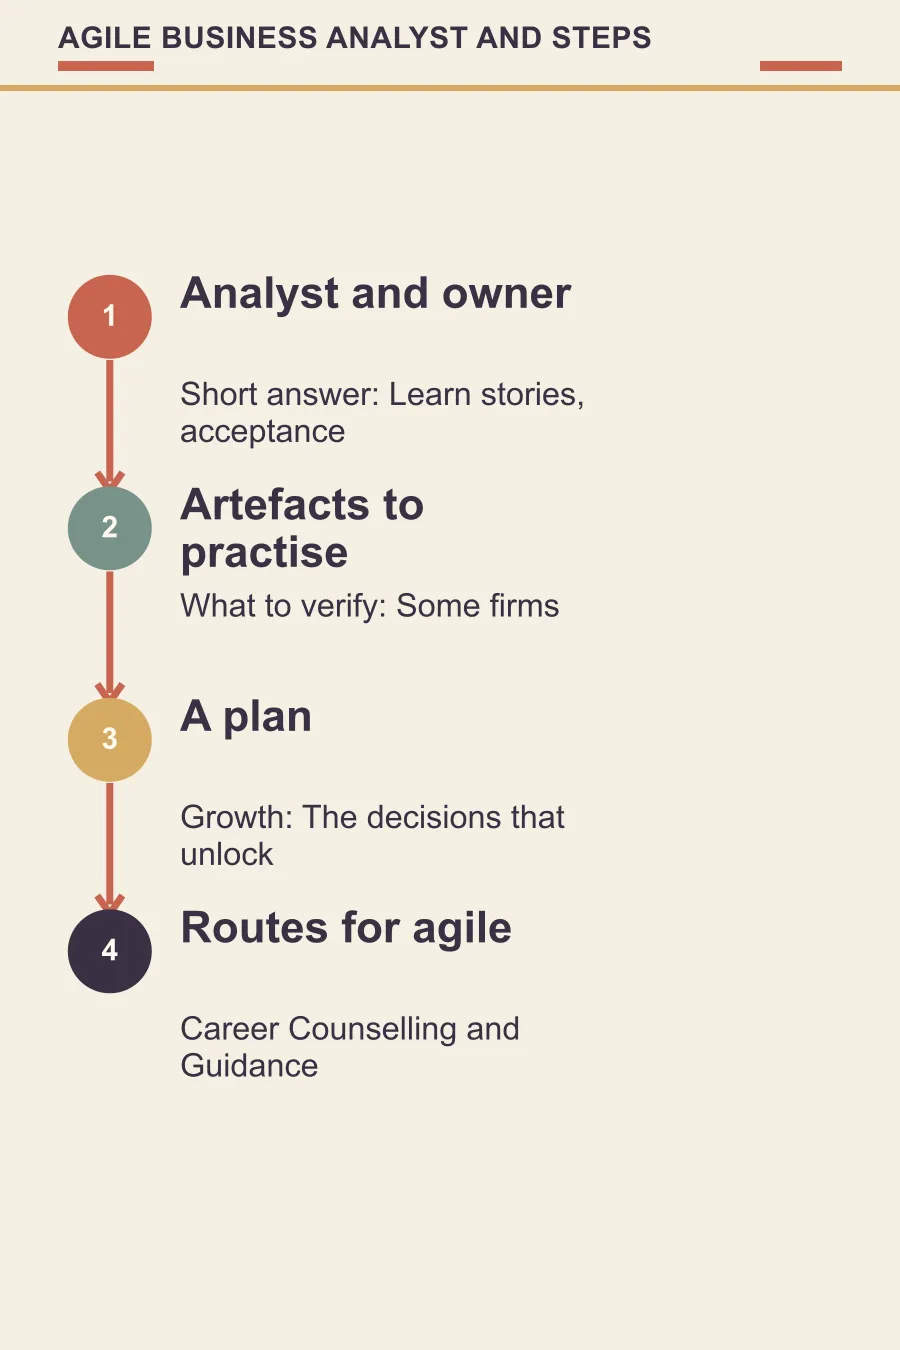 AGILE BUSINESS ANALYST AND STEPS
1
Analyst and owner
Short answer: Learn stories,
acceptance
2
Artefacts to
practise
What to verify: Some firms
3
A plan
Growth: The decisions that
unlock
4
Routes for agile
Career Counselling and
Guidance